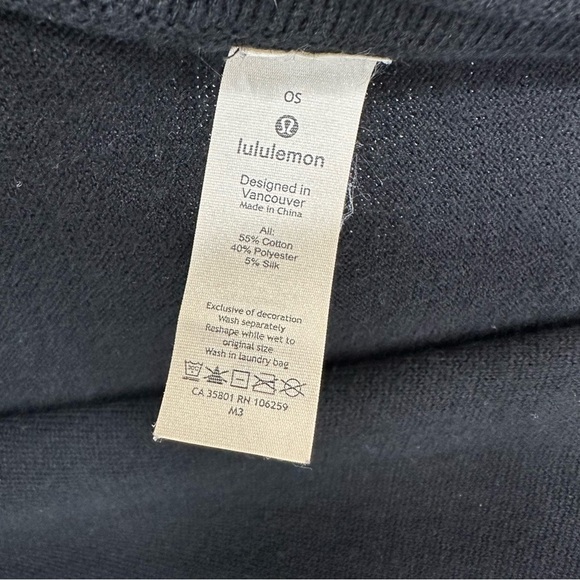 OS
lululemon
Designed in
Vancouver
Made in China
All:
55% Cotton
40% Polyester
5% Silk
Exclusive of decoration
Wash separately
Reshape while wet to
original size
Wash in laundry bag
30°C
CA 35801 RN 106259
M3